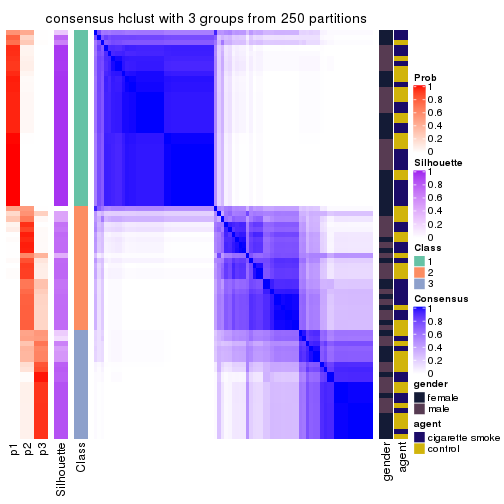 consensus hclust with 3 groups from 250 partitions
Prob
1
0.8
0.6
0.4
0.2
0
Silhouette
1
0.8
0.6
0.4
0.2
0
Class
1
2
3
Consensus
1
0.8
0.6
0.4
0.2
0
gender
female
male
agent
cigarette smoke
control
p1
p2
p3
Silhouette
Class
gender
agent